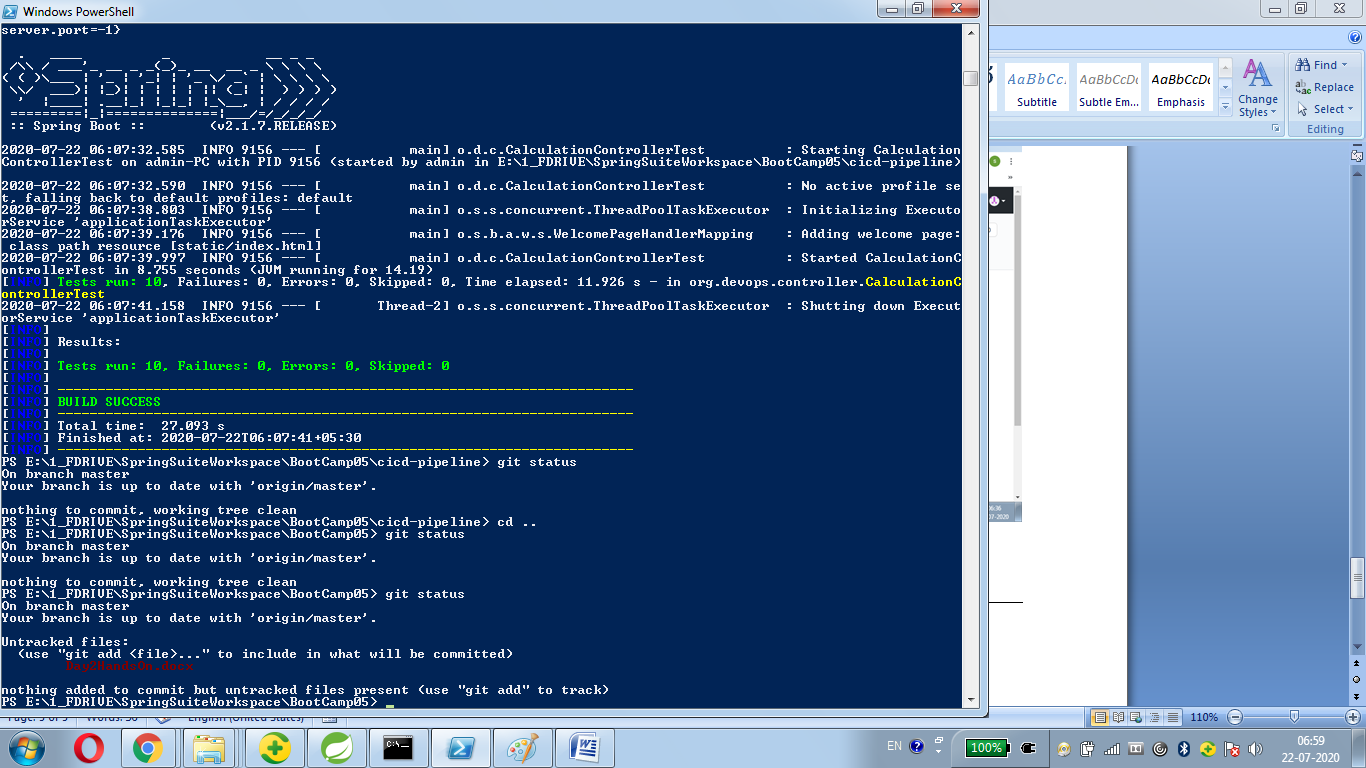 Windows PowerShell
server.port=-1}
:: Spring Boot ::        (v2.1.7.RELEASE)
2020-07-22 06:07:32.585  INFO 9156 --- [           main] o.d.c.CalculationControllerTest          : Starting Calculation
ControllerTest on admin-PC with PID 9156 (started by admin in E:\1_FDRIVE\SpringSuiteWorkspace\BootCamp05\cicd-pipeline)
2020-07-22 06:07:32.590  INFO 9156 --- [           main] o.d.c.CalculationControllerTest          : No active profile se
t, falling back to default profiles: default
2020-07-22 06:07:38.803  INFO 9156 --- [           main] o.s.s.concurrent.ThreadPoolTaskExecutor  : Initializing Executo
rService 'applicationTaskExecutor'
2020-07-22 06:07:39.176  INFO 9156 --- [           main] o.s.b.a.w.s.WelcomePageHandlerMapping    : Adding welcome page:
 class path resource [static/index.html]
2020-07-22 06:07:39.997  INFO 9156 --- [           main] o.d.c.CalculationControllerTest          : Started CalculationC
ontrollerTest in 8.755 seconds (JVM running for 14.19)
[INFO] Tests run: 10, Failures: 0, Errors: 0, Skipped: 0, Time elapsed: 11.926 s - in org.devops.controller.CalculationC
ontrollerTest
2020-07-22 06:07:41.158  INFO 9156 --- [       Thread-2] o.s.s.concurrent.ThreadPoolTaskExecutor  : Shutting down Execut
orService 'applicationTaskExecutor'
[INFO]
[INFO] Results:
[INFO]
[INFO] Tests run: 10, Failures: 0, Errors: 0, Skipped: 0
[INFO]
[INFO] ------------------------------------------------------------------------
[INFO] BUILD SUCCESS
[INFO] ------------------------------------------------------------------------
[INFO] Total time:  27.093 s
[INFO] Finished at: 2020-07-22T06:07:41+05:30
[INFO] ------------------------------------------------------------------------
PS E:\1_FDRIVE\SpringSuiteWorkspace\BootCamp05\cicd-pipeline> git status
On branch master
Your branch is up to date with 'origin/master'.
nothing to commit, working tree clean
PS E:\1_FDRIVE\SpringSuiteWorkspace\BootCamp05\cicd-pipeline> cd ..
PS E:\1_FDRIVE\SpringSuiteWorkspace\BootCamp05> git status
On branch master
Your branch is up to date with 'origin/master'.
nothing to commit, working tree clean
PS E:\1_FDRIVE\SpringSuiteWorkspace\BootCamp05> git status
On branch master
Your branch is up to date with 'origin/master'.
Untracked files:
  (use "git add <file>..." to include in what will be committed)
        Day2HandsOn.docx
nothing added to commit but untracked files present (use "git add" to track)
PS E:\1_FDRIVE\SpringSuiteWorkspace\BootCamp05> _
AaBbCc. AaBbCcDc AaBbCcDc
Subtitle Subtle Em... Emphasis
Change
Styles
Find
Replace
Select
Editing
110%
EN
100%
06:59
22-07-2020